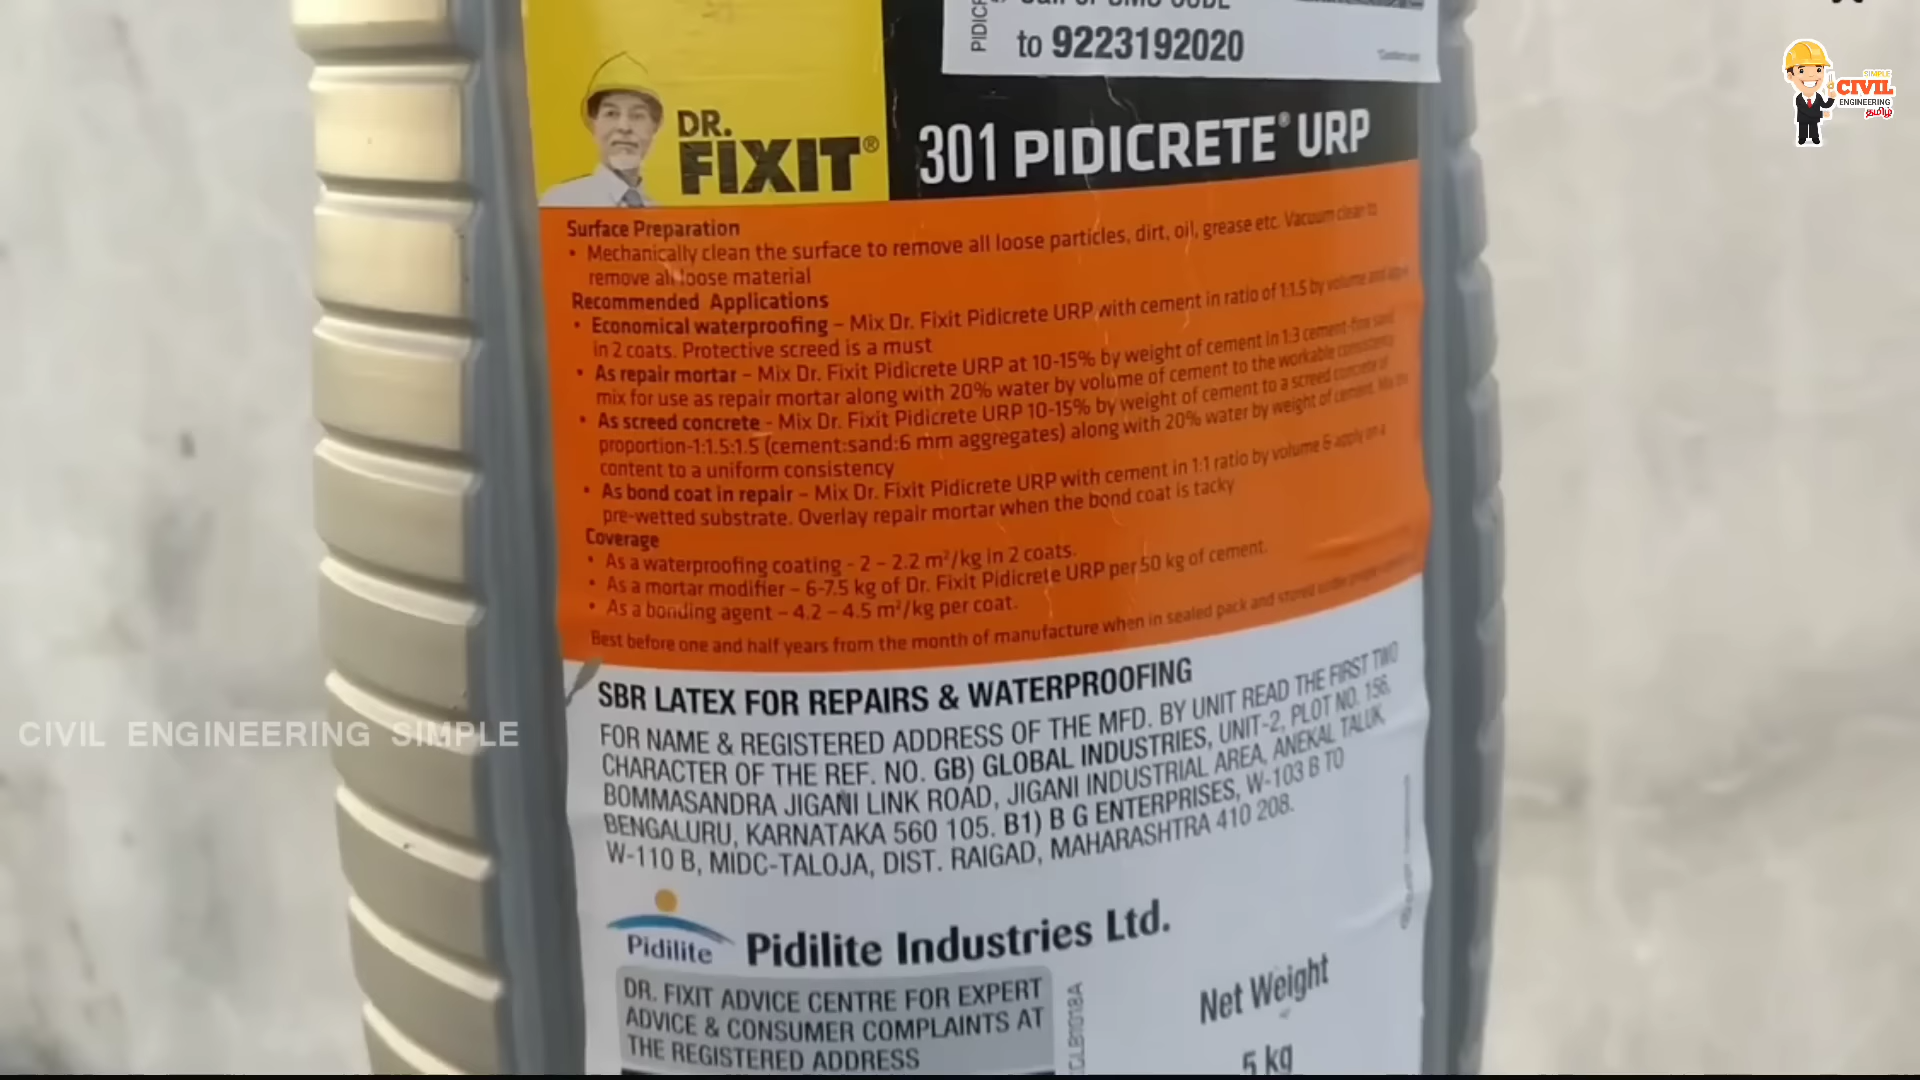 to 9223192020
SIMPLE
CIVIL
ENGINEERING
தமிழ்
DR.
FIXIT®
301 PIDICRETE® URP
Surface Preparation
• Mechanically clean the surface to remove all loose particles, dirt, oil, grease etc. Vacuum clean to
remove all loose material
Recommended Applications
• Economical waterproofing – Mix Dr. Fixit Pidicrete URP with cement in ratio of 1:1.5 by volume and apply
in 2 coats. Protective screed is a must
• As repair mortar – Mix Dr. Fixit Pidicrete URP at 10-15% by weight of cement in 1:3 cement-fine sand
mix for use as repair mortar along with 20% water by volume of cement to the workable consistency
• As screed concrete - Mix Dr. Fixit Pidicrete URP 10-15% by weight of cement to a screed concrete of
proportion-1:1.5:1.5 (cement:sand:6 mm aggregates) along with 20% water by weight of cement. Mix the
content to a uniform consistency
• As bond coat in repair – Mix Dr. Fixit Pidicrete URP with cement in 1:1 ratio by volume & apply on a
pre-wetted substrate. Overlay repair mortar when the bond coat is tacky
Coverage
• As a waterproofing coating - 2 – 2.2 m²/kg in 2 coats.
• As a mortar modifier – 6-7.5 kg of Dr. Fixit Pidicrete URP per 50 kg of cement.
• As a bonding agent – 4.2 – 4.5 m²/kg per coat.
Best before one and half years from the month of manufacture when in sealed pack and stored under
SBR LATEX FOR REPAIRS & WATERPROOFING
FOR NAME & REGISTERED ADDRESS OF THE MFD. BY UNIT READ THE FIRST TWO
CHARACTER OF THE REF. NO. GB) GLOBAL INDUSTRIES, UNIT-2, PLOT NO. 156,
BOMMASANDRA JIGANI LINK ROAD, JIGANI INDUSTRIAL AREA, ANEKAL TALUK,
BENGALURU, KARNATAKA 560 105. B1) B G ENTERPRISES, W-103 B TO
W-110 B, MIDC-TALOJA, DIST. RAIGAD, MAHARASHTRA 410 208.
CIVIL ENGINEERING SIMPLE
Pidilite
Pidilite Industries Ltd.
DR. FIXIT ADVICE CENTRE FOR EXPERT
ADVICE & CONSUMER COMPLAINTS AT
THE REGISTERED ADDRESS
Net Weight
5 kg